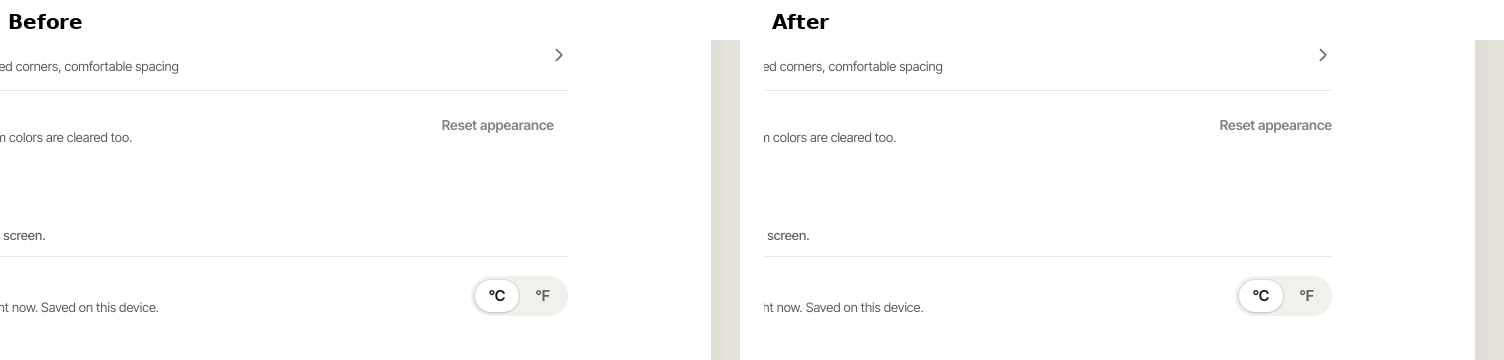 Before
ed corners, comfortable spacing
Reset appearance
m colors are cleared too.
screen.
°C °F
ht now. Saved on this device.
After
ed corners, comfortable spacing
Reset appearance
m colors are cleared too.
screen.
°C °F
ht now. Saved on this device.